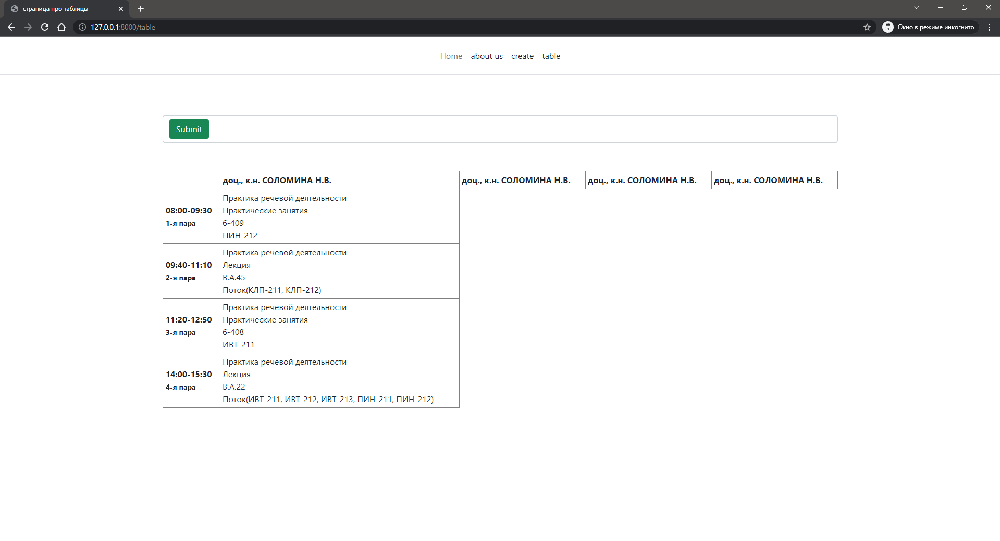 страница про таблицы
127.0.0.1:8000/table
Окно в режиме инкогнито
Home about us create table
Submit
доц., к.н. СОЛОМИНА Н.В. доц., к.н. СОЛОМИНА Н.В. доц., к.н. СОЛОМИНА Н.В. доц., к.н. СОЛОМИНА Н.В.
08:00-09:30
1-я пара
Практика речевой деятельности
Практические занятия
6-409
ПИН-212
09:40-11:10
2-я пара
Практика речевой деятельности
Лекция
В.А.45
Поток(КЛП-211, КЛП-212)
11:20-12:50
3-я пара
Практика речевой деятельности
Практические занятия
6-408
ИВТ-211
14:00-15:30
4-я пара
Практика речевой деятельности
Лекция
В.А.22
Поток(ИВТ-211, ИВТ-212, ИВТ-213, ПИН-211, ПИН-212)